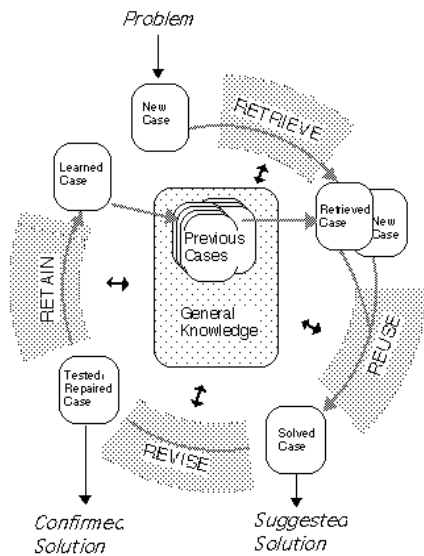 Problem
New
Case
RETRIEVE
Learned
Case
Retrieved
Case
New
Case
Previous
Cases
General
Knowledge
RETAIN
REUSE
Tested/
Repaired
Case
REVISE
Solved
Case
Confirmed
Solution
Suggested
Solution